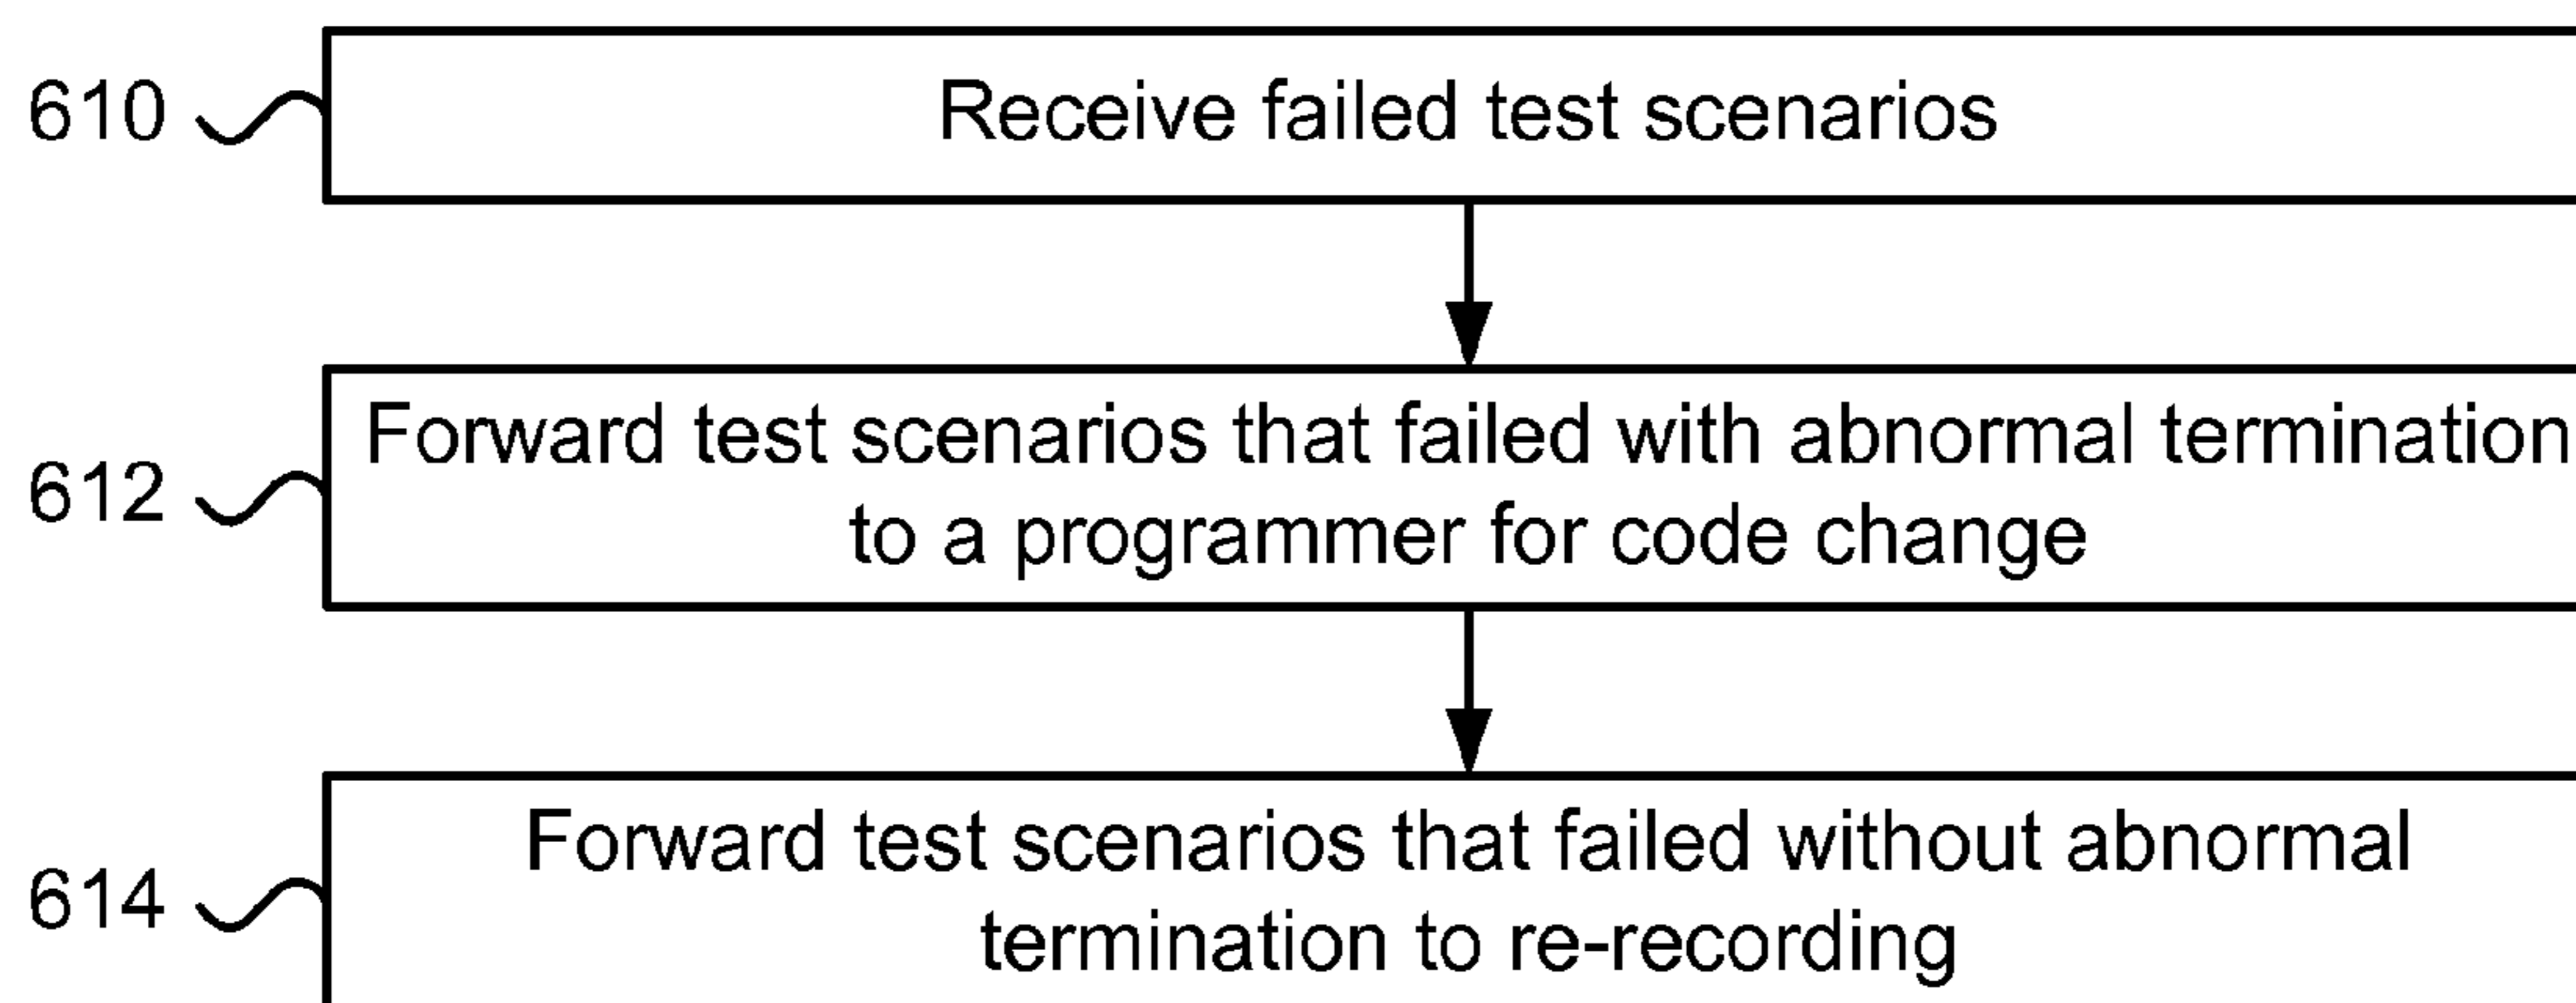 610
Receive failed test scenarios
612
Forward test scenarios that failed with abnormal termination
to a programmer for code change
614
Forward test scenarios that failed without abnormal
termination to re-recording